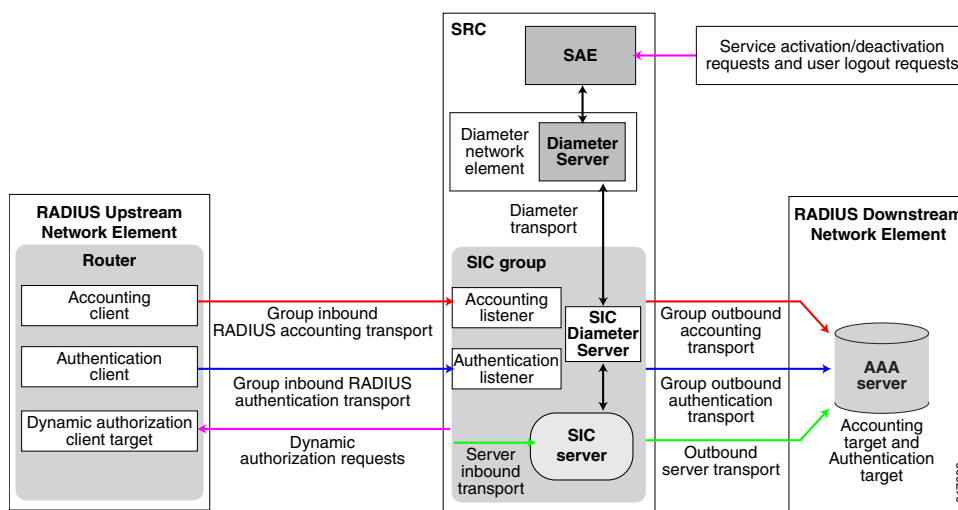 SRC
SAE
Service activation/deactivation
requests and user logout requests
Diameter
network
element
Diameter
Server
Diameter
transport
RADIUS Upstream
Network Element
Router
Accounting
client
Authentication
client
Dynamic authorization
client target
Group inbound
RADIUS accounting transport
Group inbound RADIUS
authentication transport
Dynamic
authorization requests
SIC group
Accounting
listener
Authentication
listener
SIC
Diameter
Server
SIC
server
Server
inbound
transport
Group outbound
accounting
transport
Group outbound
authentication
transport
Outbound
server transport
RADIUS Downstream
Network Element
AAA
server
Accounting
target and
Authentication
target